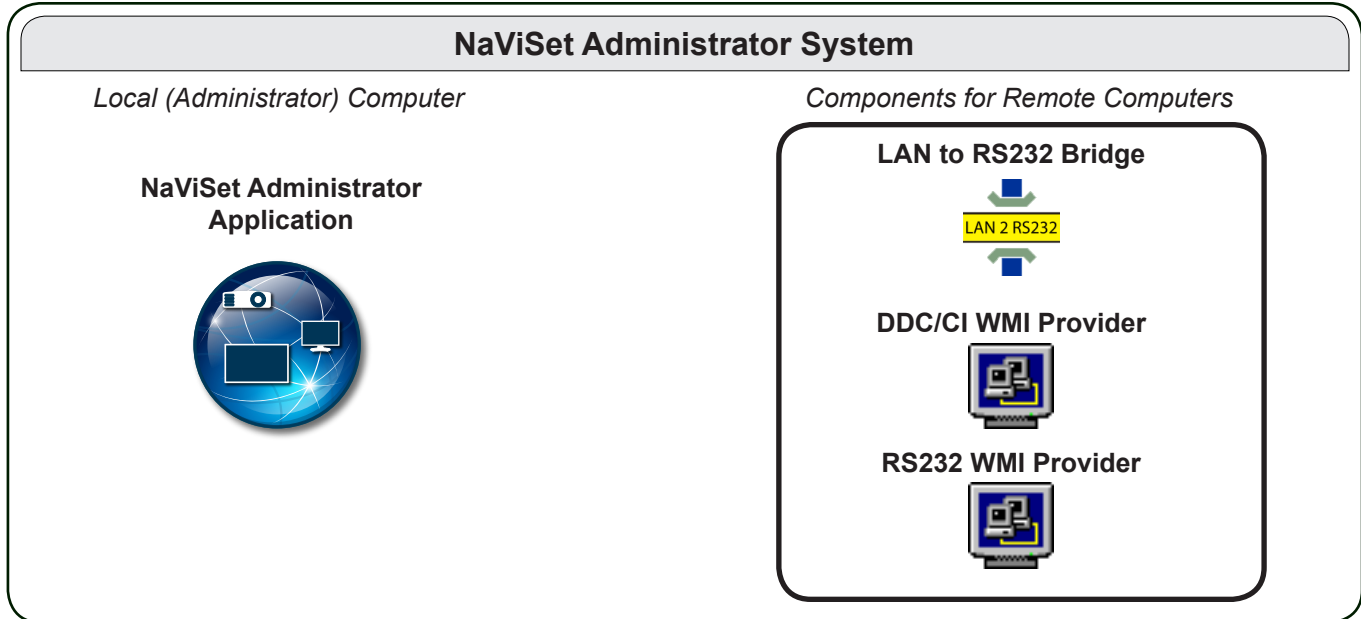 NaViSet Administrator System
Local (Administrator) Computer
Components for Remote Computers
NaViSet Administrator
Application
LAN to RS232 Bridge
LAN 2 RS232
DDC/CI WMI Provider
RS232 WMI Provider